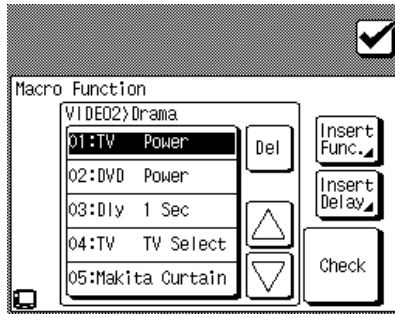 Macro Function
VIDEO2>Drama
01:TV Power
Del
Insert Func.
02:DVD Power
Insert Delay
03:Dly 1 Sec
04:TV TV Select
Check
05:Makita Curtain